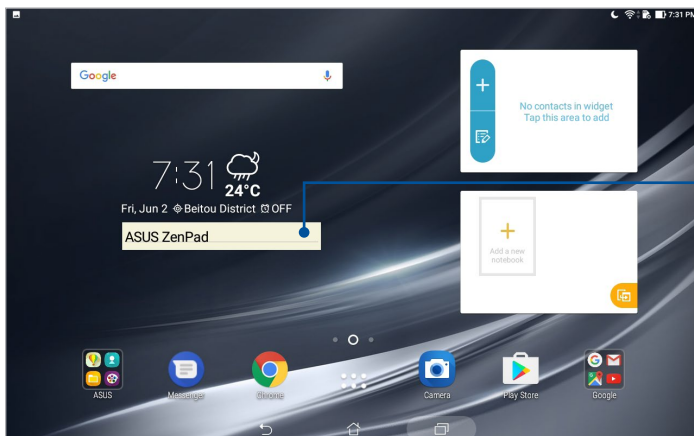 7:31 PM
Google
No contacts in widget
Tap this area to add
7:31
24°C
Fri, Jun 2 Beitou District OFF
ASUS ZenPad
Add a new
notebook
ASUS
Messenger
Chrome
Camera
Play Store
Google